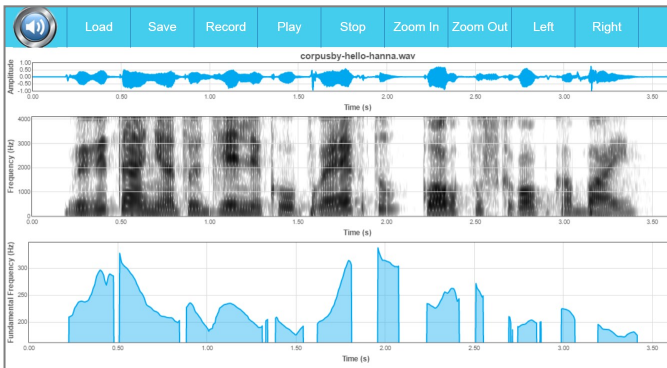 Load Save Record Play Stop Zoom In Zoom Out Left Right
corpusby-hello-hanna.wav
Amplitude
1.00
0.50
0.00
-0.50
-1.00
0.00 0.50 1.00 1.50 2.00 2.50 3.00 3.50
Time (s)
Frequency (Hz)
4000
3000
2000
1000
0.00
0.00 0.50 1.00 1.50 2.00 2.50 3.00 3.50
Time (s)
Fundamental Frequency (Hz)
300
250
200
0.00 0.50 1.00 1.50 2.00 2.50 3.00 3.50
Time (s)